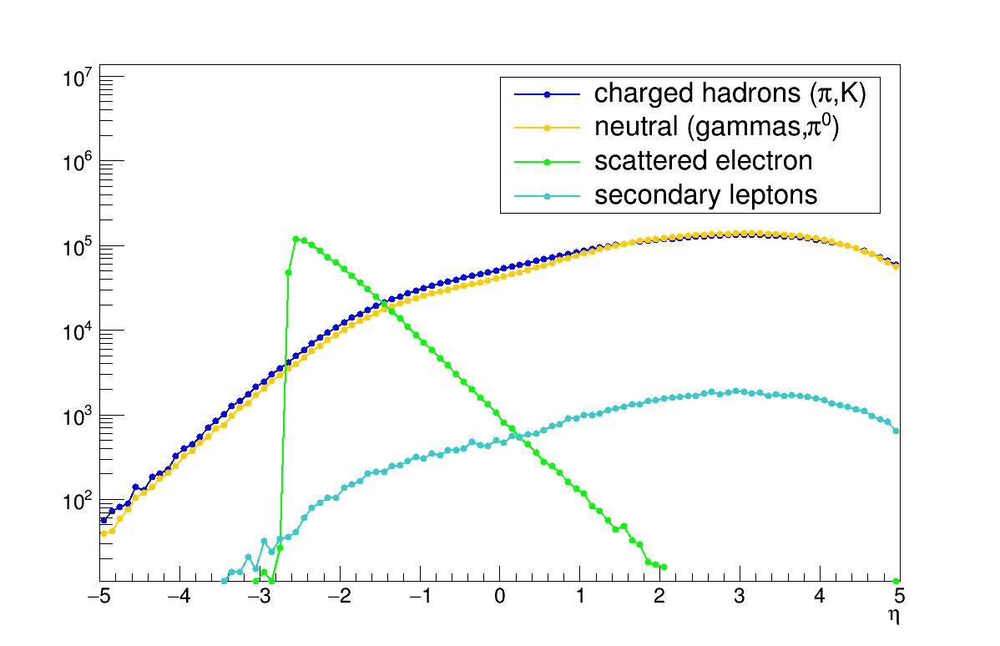 10⁷
10⁶
10⁵
10⁴
10³
10²
charged hadrons (π,K)
neutral (gammas,π⁰)
scattered electron
secondary leptons
−5 −4 −3 −2 −1 0 1 2 3 4 5
η